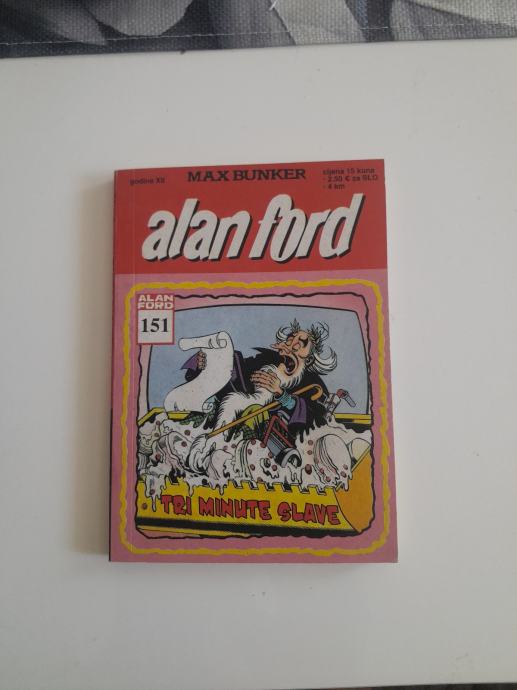 godina XII
MAX BUNKER
cijena 15 kuna
- 2.50 € za SLO
- 4 km
alan ford
ALAN
FORD
151
TRI MINUTE SLAVE